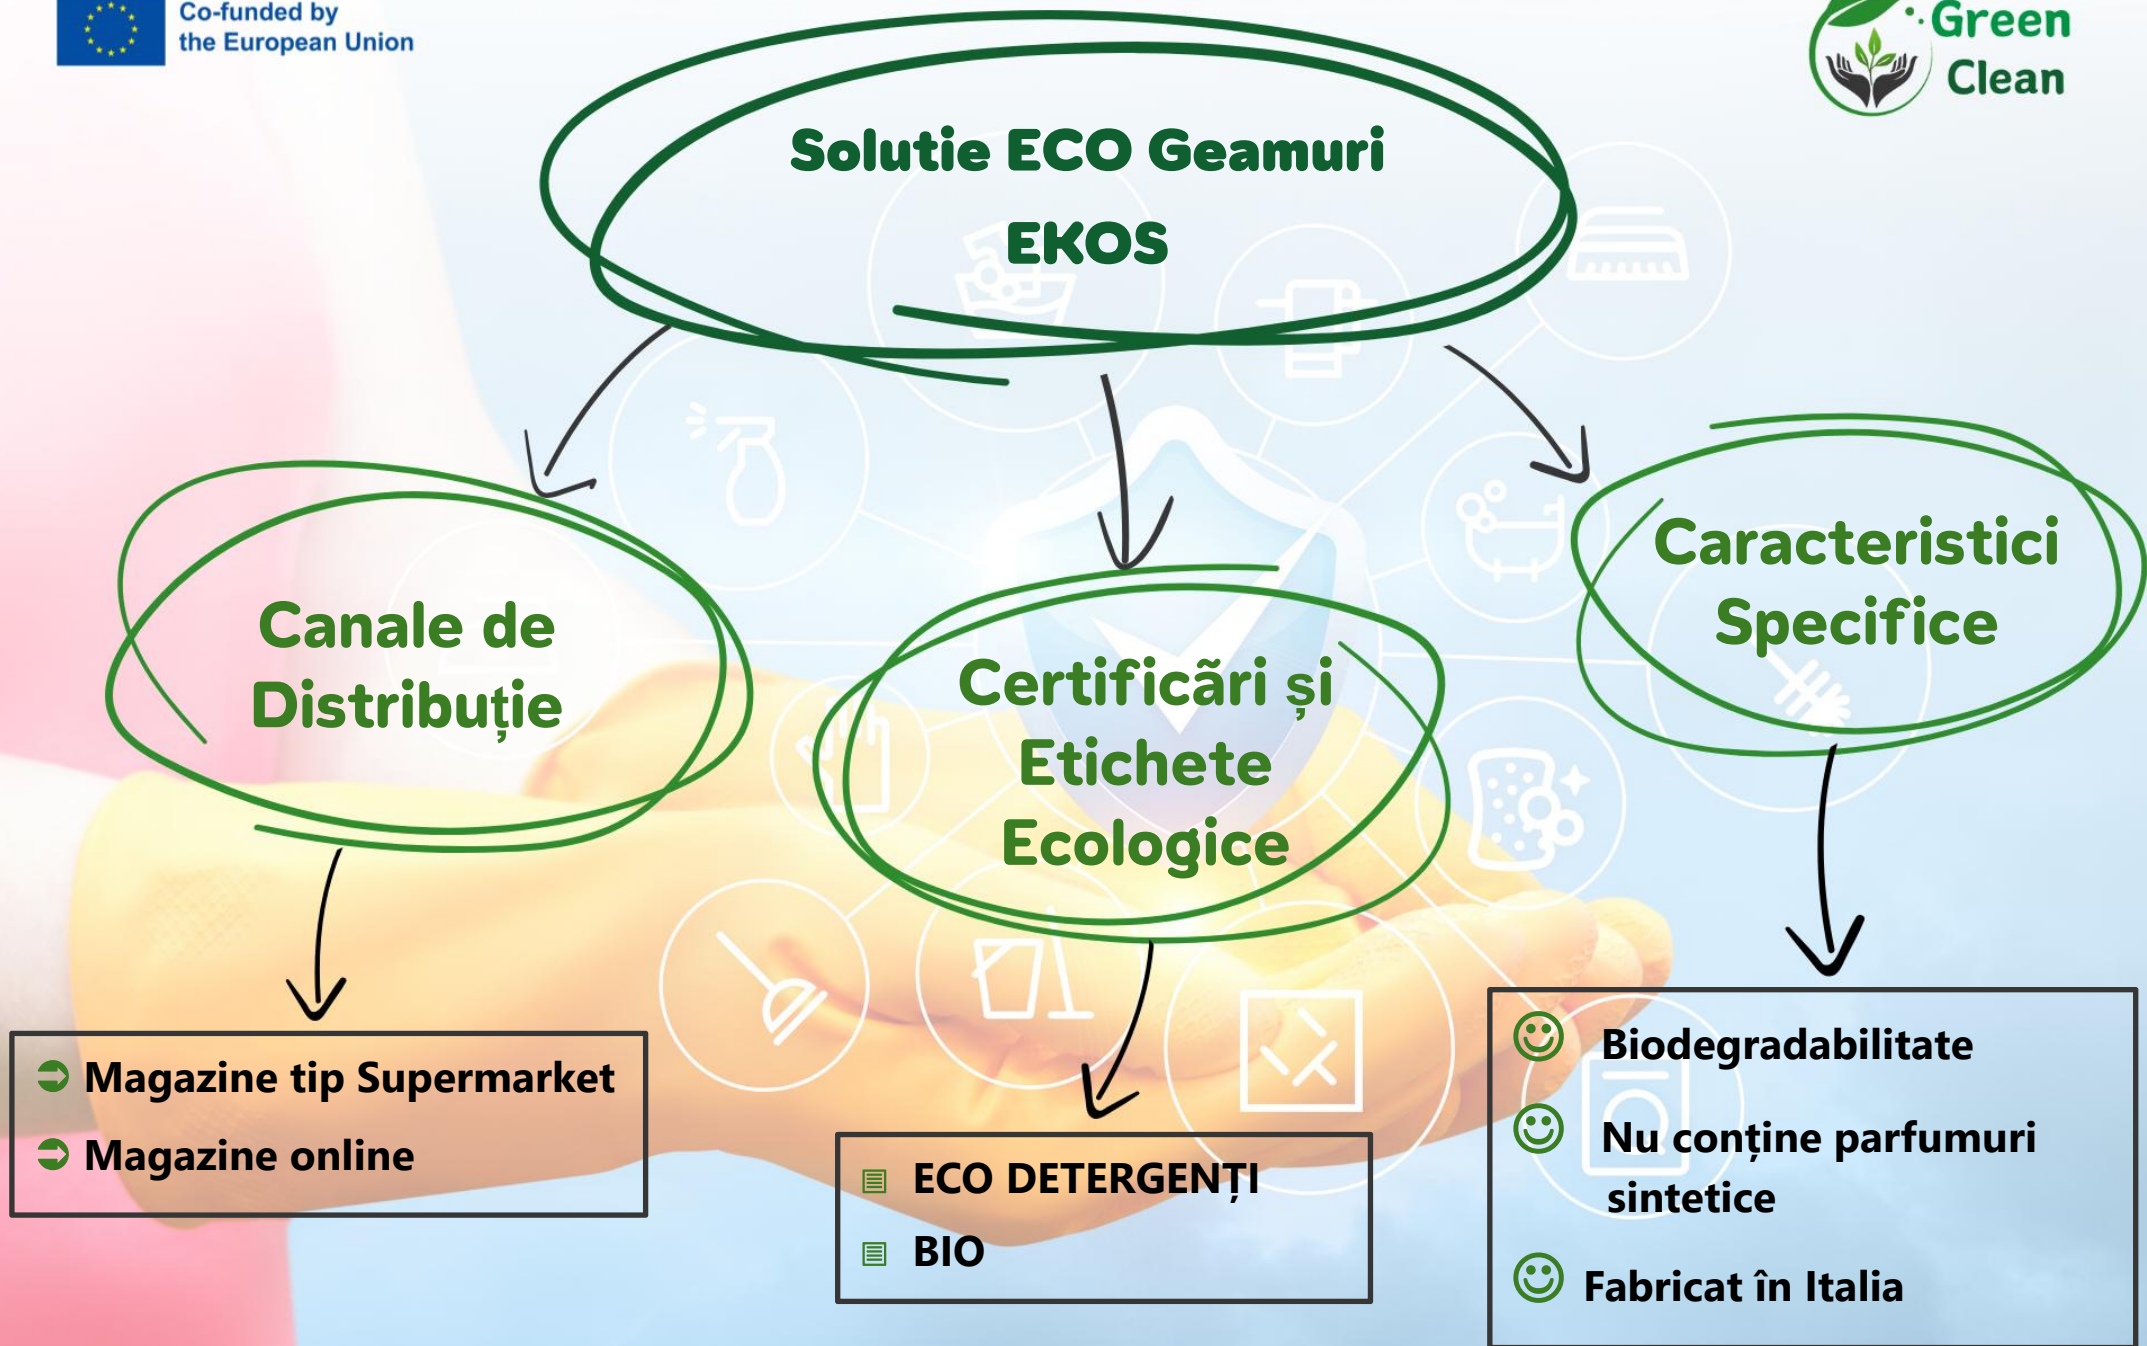 Co-funded by
the European Union
Green
Clean
Solutie ECO Geamuri
EKOS
Canale de
Distribuție
Certificãri și
Etichete
Ecologice
Caracteristici
Specifice
Magazine tip Supermarket
Magazine online
ECO DETERGENȚI
BIO
Biodegradabilitate
Nu conține parfumuri
sintetice
Fabricat în Italia